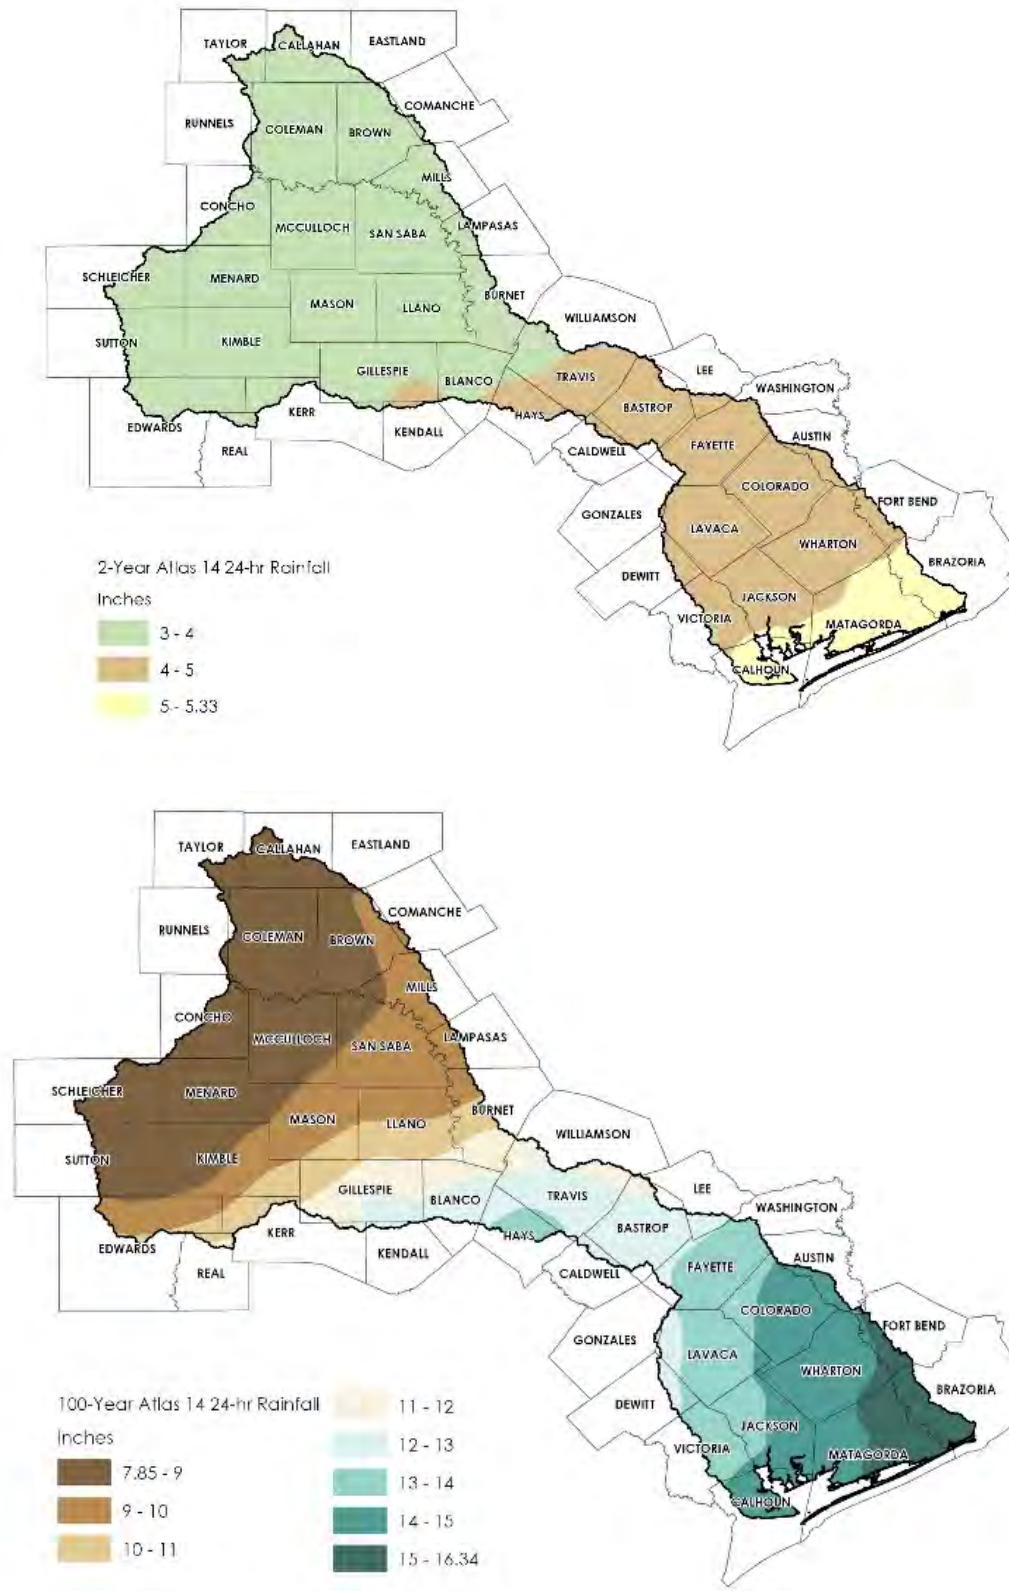 TAYLOR CALLAHAN EASTLAND
COMANCHE
RUNNELS COLEMAN BROWN
MILLS
CONCHO MCCULLOCH SAN SABA LAMPASAS
SCHLEICHER MENARD
MASON LLANO BURNET
WILLIAMSON
SUTTON KIMBLE
GILLESPIE BLANCO TRAVIS LEE WASHINGTON
EDWARDS REAL KERR KENDALL HAYS BASTROP
CALDWELL FAYETTE AUSTIN
GONZALES COLORADO FORT BEND
LAVACA WHARTON
DEWITT BRAZORIA
JACKSON
VICTORIA MATAGORDA
CALHOUN
2-Year Atlas 14 24-hr Rainfall
Inches
3 - 4
4 - 5
5 - 5.33
TAYLOR CALLAHAN EASTLAND
COMANCHE
RUNNELS COLEMAN BROWN
MILLS
CONCHO MCCULLOCH SAN SABA LAMPASAS
SCHLEICHER MENARD
MASON LLANO BURNET
WILLIAMSON
SUTTON KIMBLE
GILLESPIE BLANCO TRAVIS LEE WASHINGTON
EDWARDS REAL KERR KENDALL HAYS BASTROP
CALDWELL FAYETTE AUSTIN
GONZALES COLORADO FORT BEND
LAVACA WHARTON
DEWITT BRAZORIA
JACKSON
VICTORIA MATAGORDA
CALHOUN
100-Year Atlas 14 24-hr Rainfall
Inches
7.85 - 9
9 - 10
10 - 11
11 - 12
12 - 13
13 - 14
14 - 15
15 - 16.34